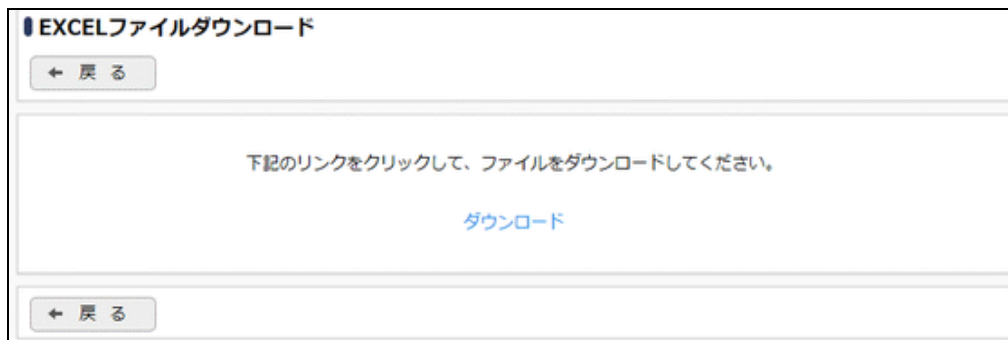 EXCELファイルダウンロード
← 戻 る
下記のリンクをクリックして、ファイルをダウンロードしてください。
ダウンロード
← 戻 る